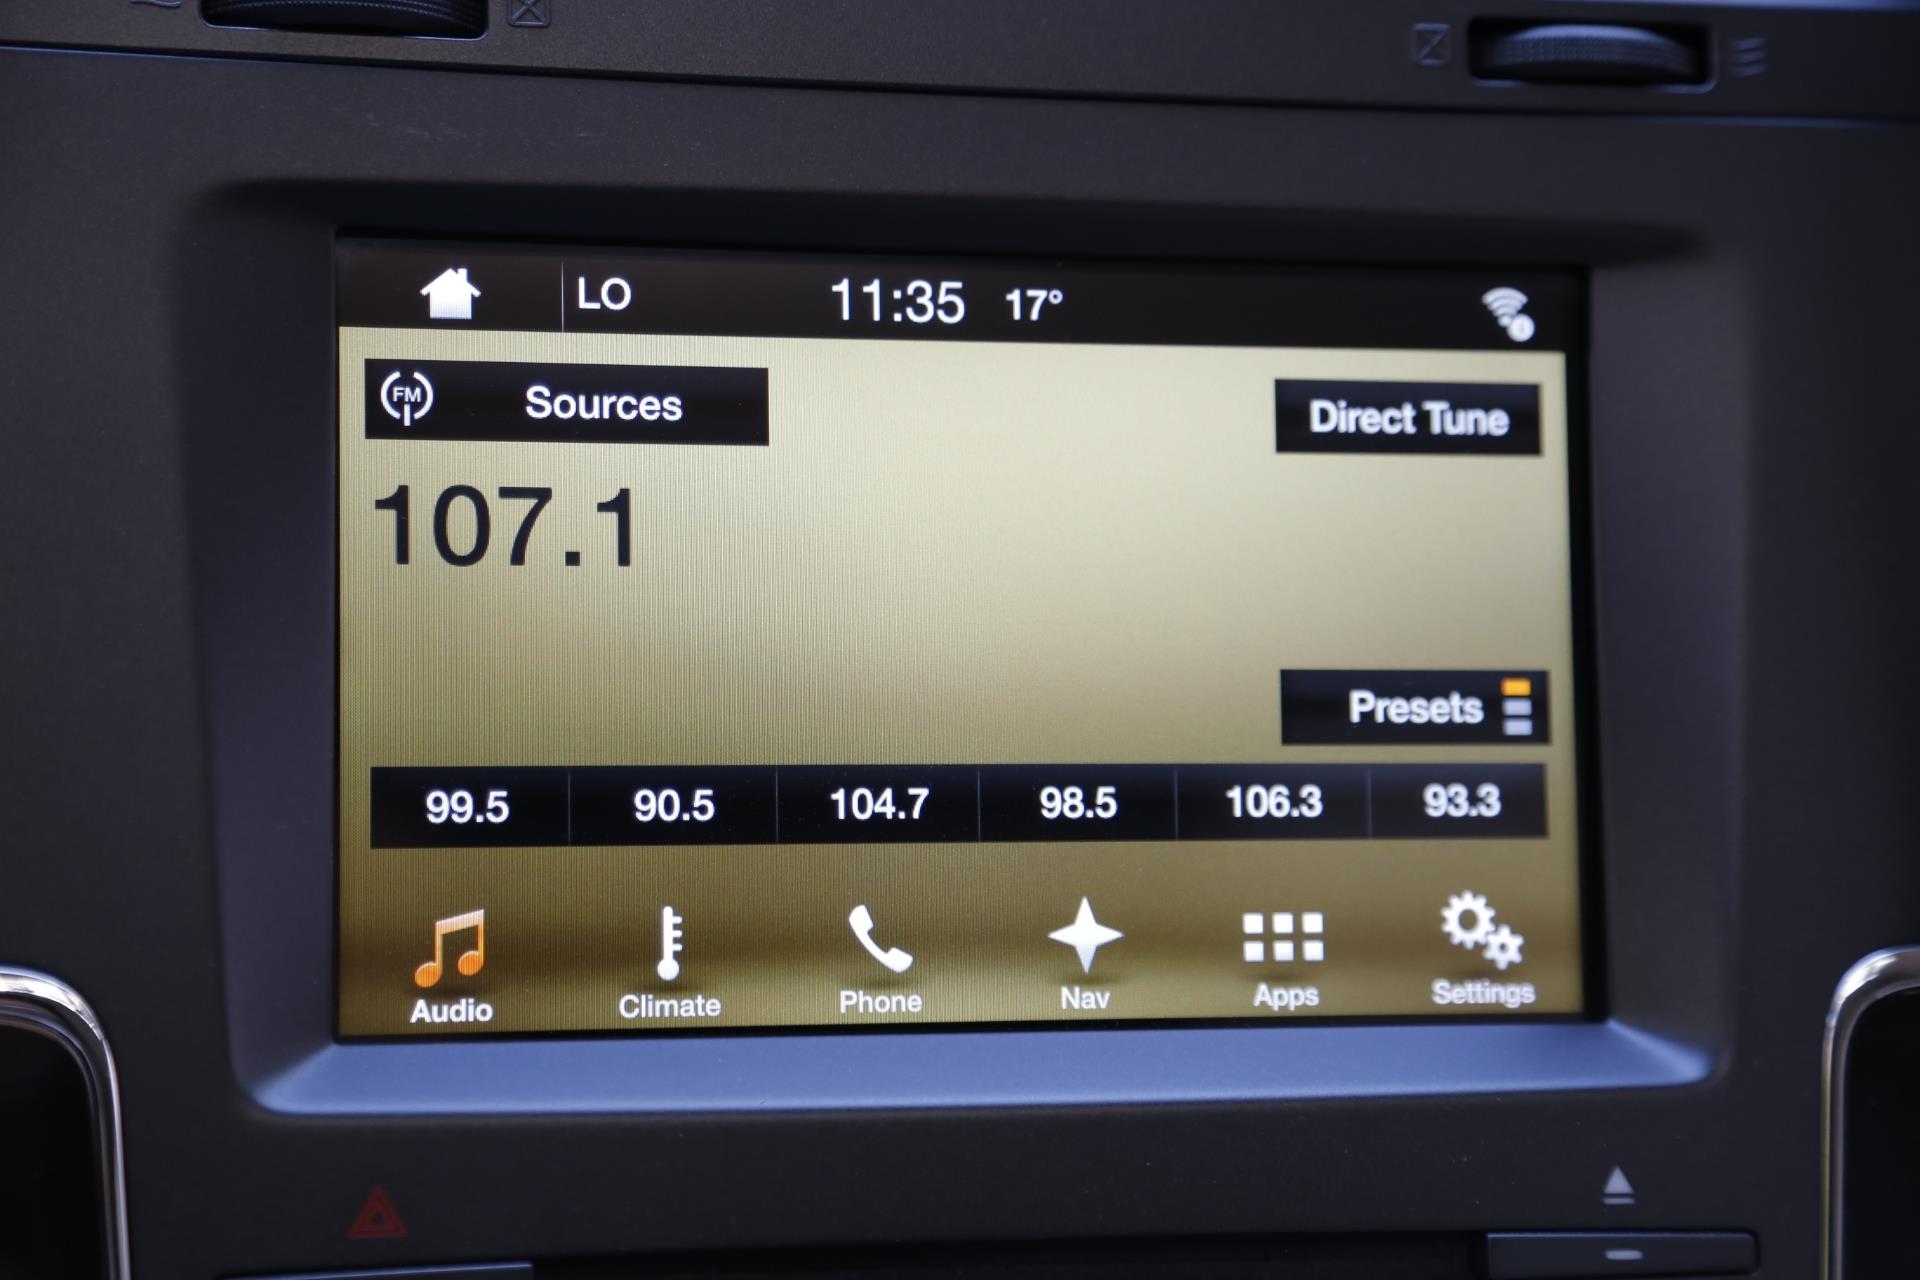 LO 11:35 17°
FM Sources Direct Tune
107.1
Presets
99.5 90.5 104.7 98.5 106.3 93.3
Audio Climate Phone Nav Apps Settings